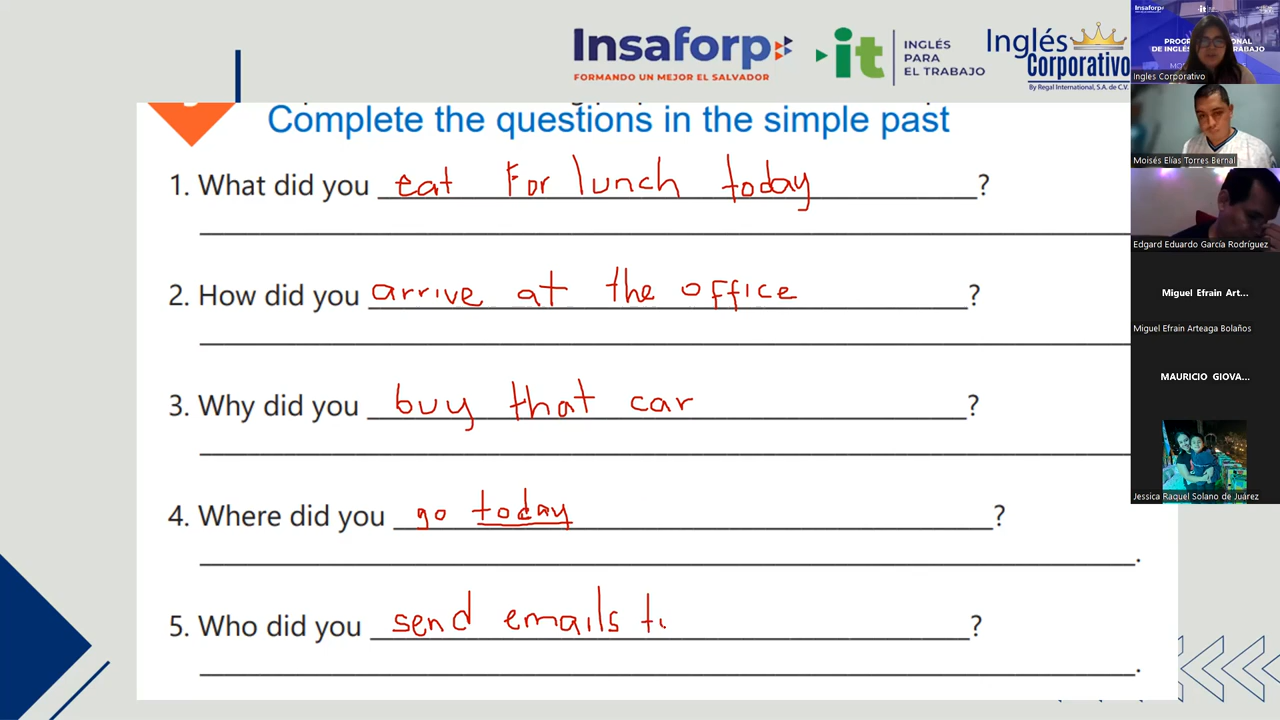 Insaforp
FORMANDO UN MEJOR EL SALVADOR
it
INGLÉS
PARA
EL TRABAJO
Inglés
Corporativo
By Regal International, S.A. de C.V.
Complete the questions in the simple past
1. What did you eat For lunch today ?
2. How did you arrive at the office ?
3. Why did you buy that car ?
4. Where did you go today ?
.
5. Who did you send emails ?
.
Insaforp
it
Ingles Corporativo
Moisés Elías Torres Bernal
Edgard Eduardo García Rodríguez
Miguel Efrain Art...
Miguel Efrain Arteaga Bolaños
MAURICIO GIOVA...
Jessica Raquel Solano de Juárez